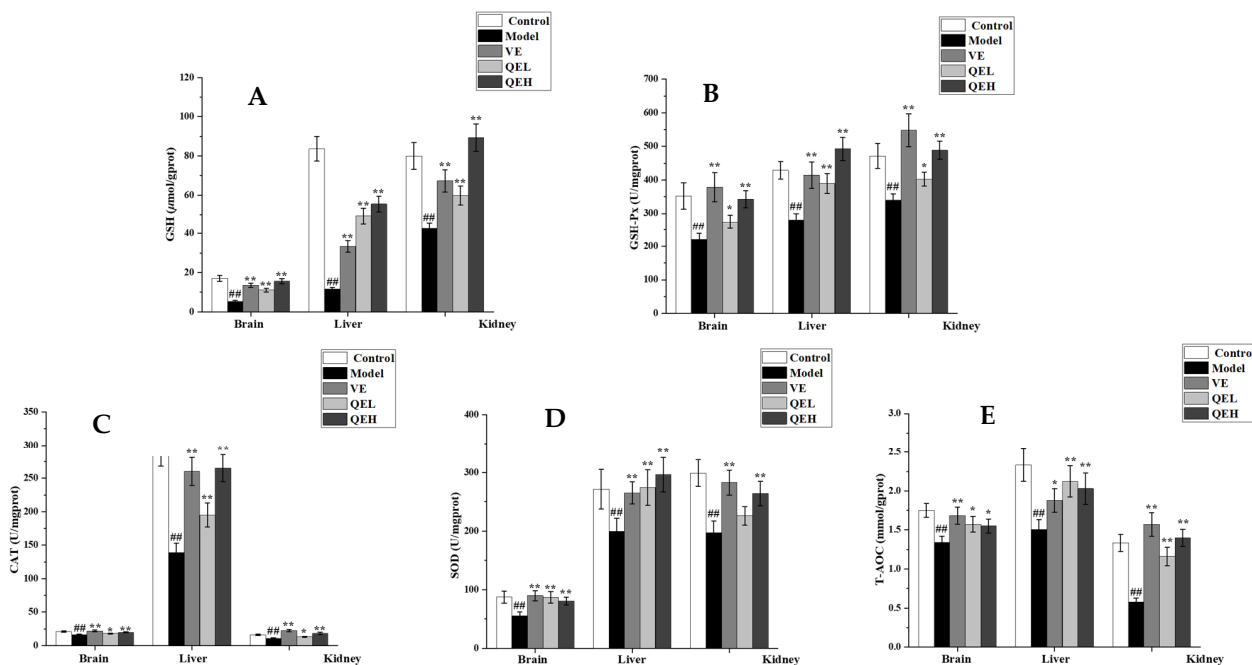 A
Control
Model
VE
QEL
QEH
GSH (μmol/gprot)
100
80
60
40
20
0
##
**
**
**
##
**
**
**
##
**
**
**
Brain
Liver
Kidney
B
Control
Model
VE
QEL
QEH
GSH-Px (U/mgprot)
700
600
500
400
300
200
100
0
##
**
*
**
##
**
**
**
##
**
*
**
Brain
Liver
Kidney
C
Control
Model
VE
QEL
QEH
CAT (U/mgprot)
350
300
250
200
150
100
50
25
0
##
**
*
**
##
**
**
**
##
**
*
**
Brain
Liver
Kidney
D
Control
Model
VE
QEL
QEH
SOD (U/mgprot)
400
300
200
100
0
##
**
**
**
##
**
**
**
##
**
**
Brain
Liver
Kidney
E
Control
Model
VE
QEL
QEH
T-AOC (mmol/gprot)
3.0
2.5
2.0
1.5
1.0
0.5
0.0
##
**
*
*
##
*
**
**
##
**
**
**
Brain
Liver
Kidney